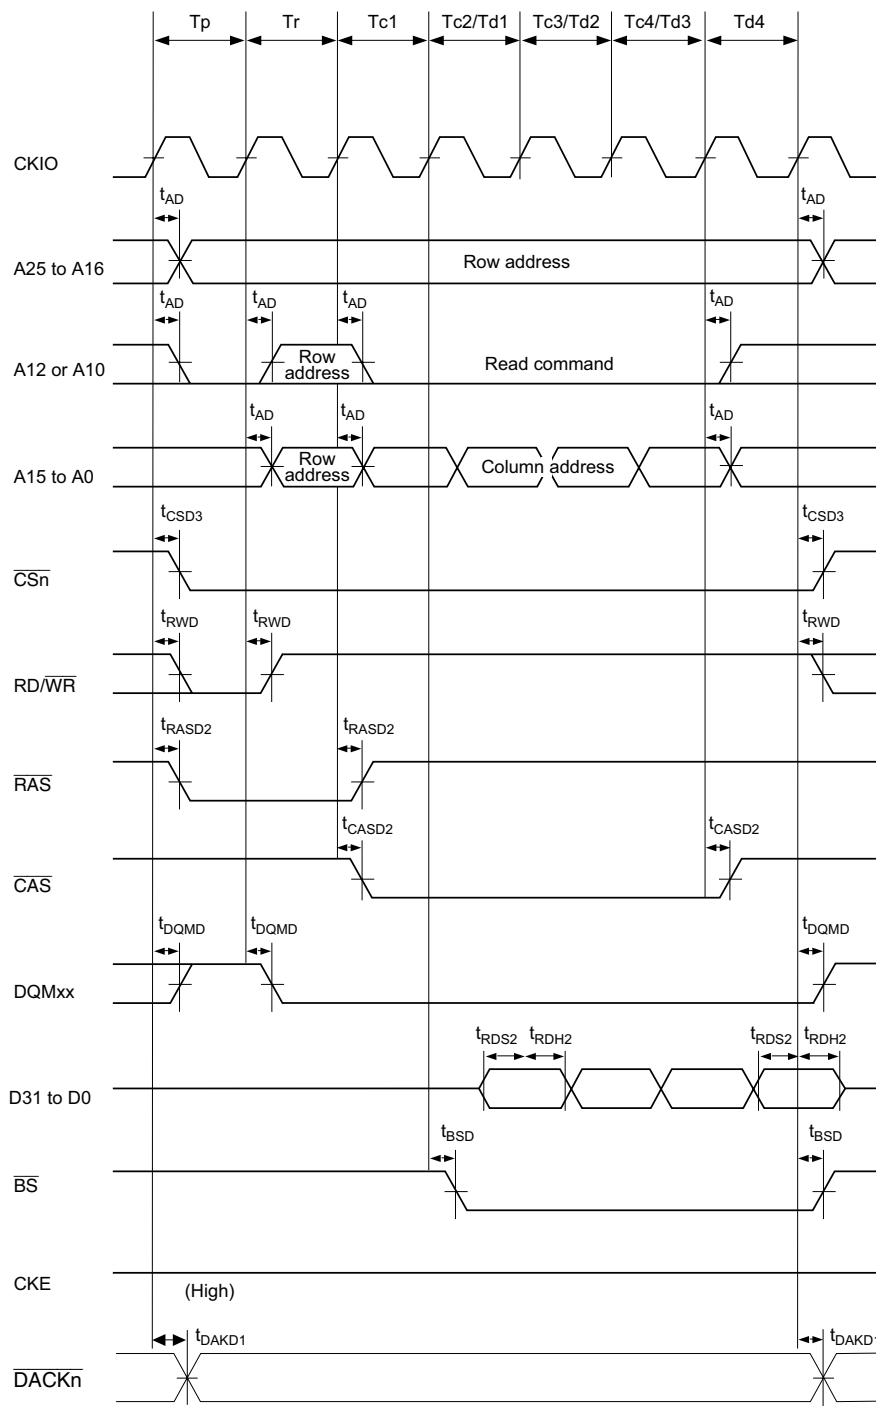 Tp Tr Tc1 Tc2/Td1 Tc3/Td2 Tc4/Td3 Td4
CKIO
tAD tAD
A25 to A16 Row address
tAD tAD tAD tAD
A12 or A10 Row address Read command
tAD tAD tAD
A15 to A0 Row address Column address
tCSD3 tCSD3
CSn
tRWD tRWD tRWD
RD/WR
tRASD2 tRASD2
RAS
tCASD2 tCASD2
CAS
tDQMD tDQMD tDQMD
DQMxx
tRDS2 tRDH2 tRDS2 tRDH2
D31 to D0
tBSD tBSD
BS
CKE
(High)
tDAKD1 tDAKD1
DACKn